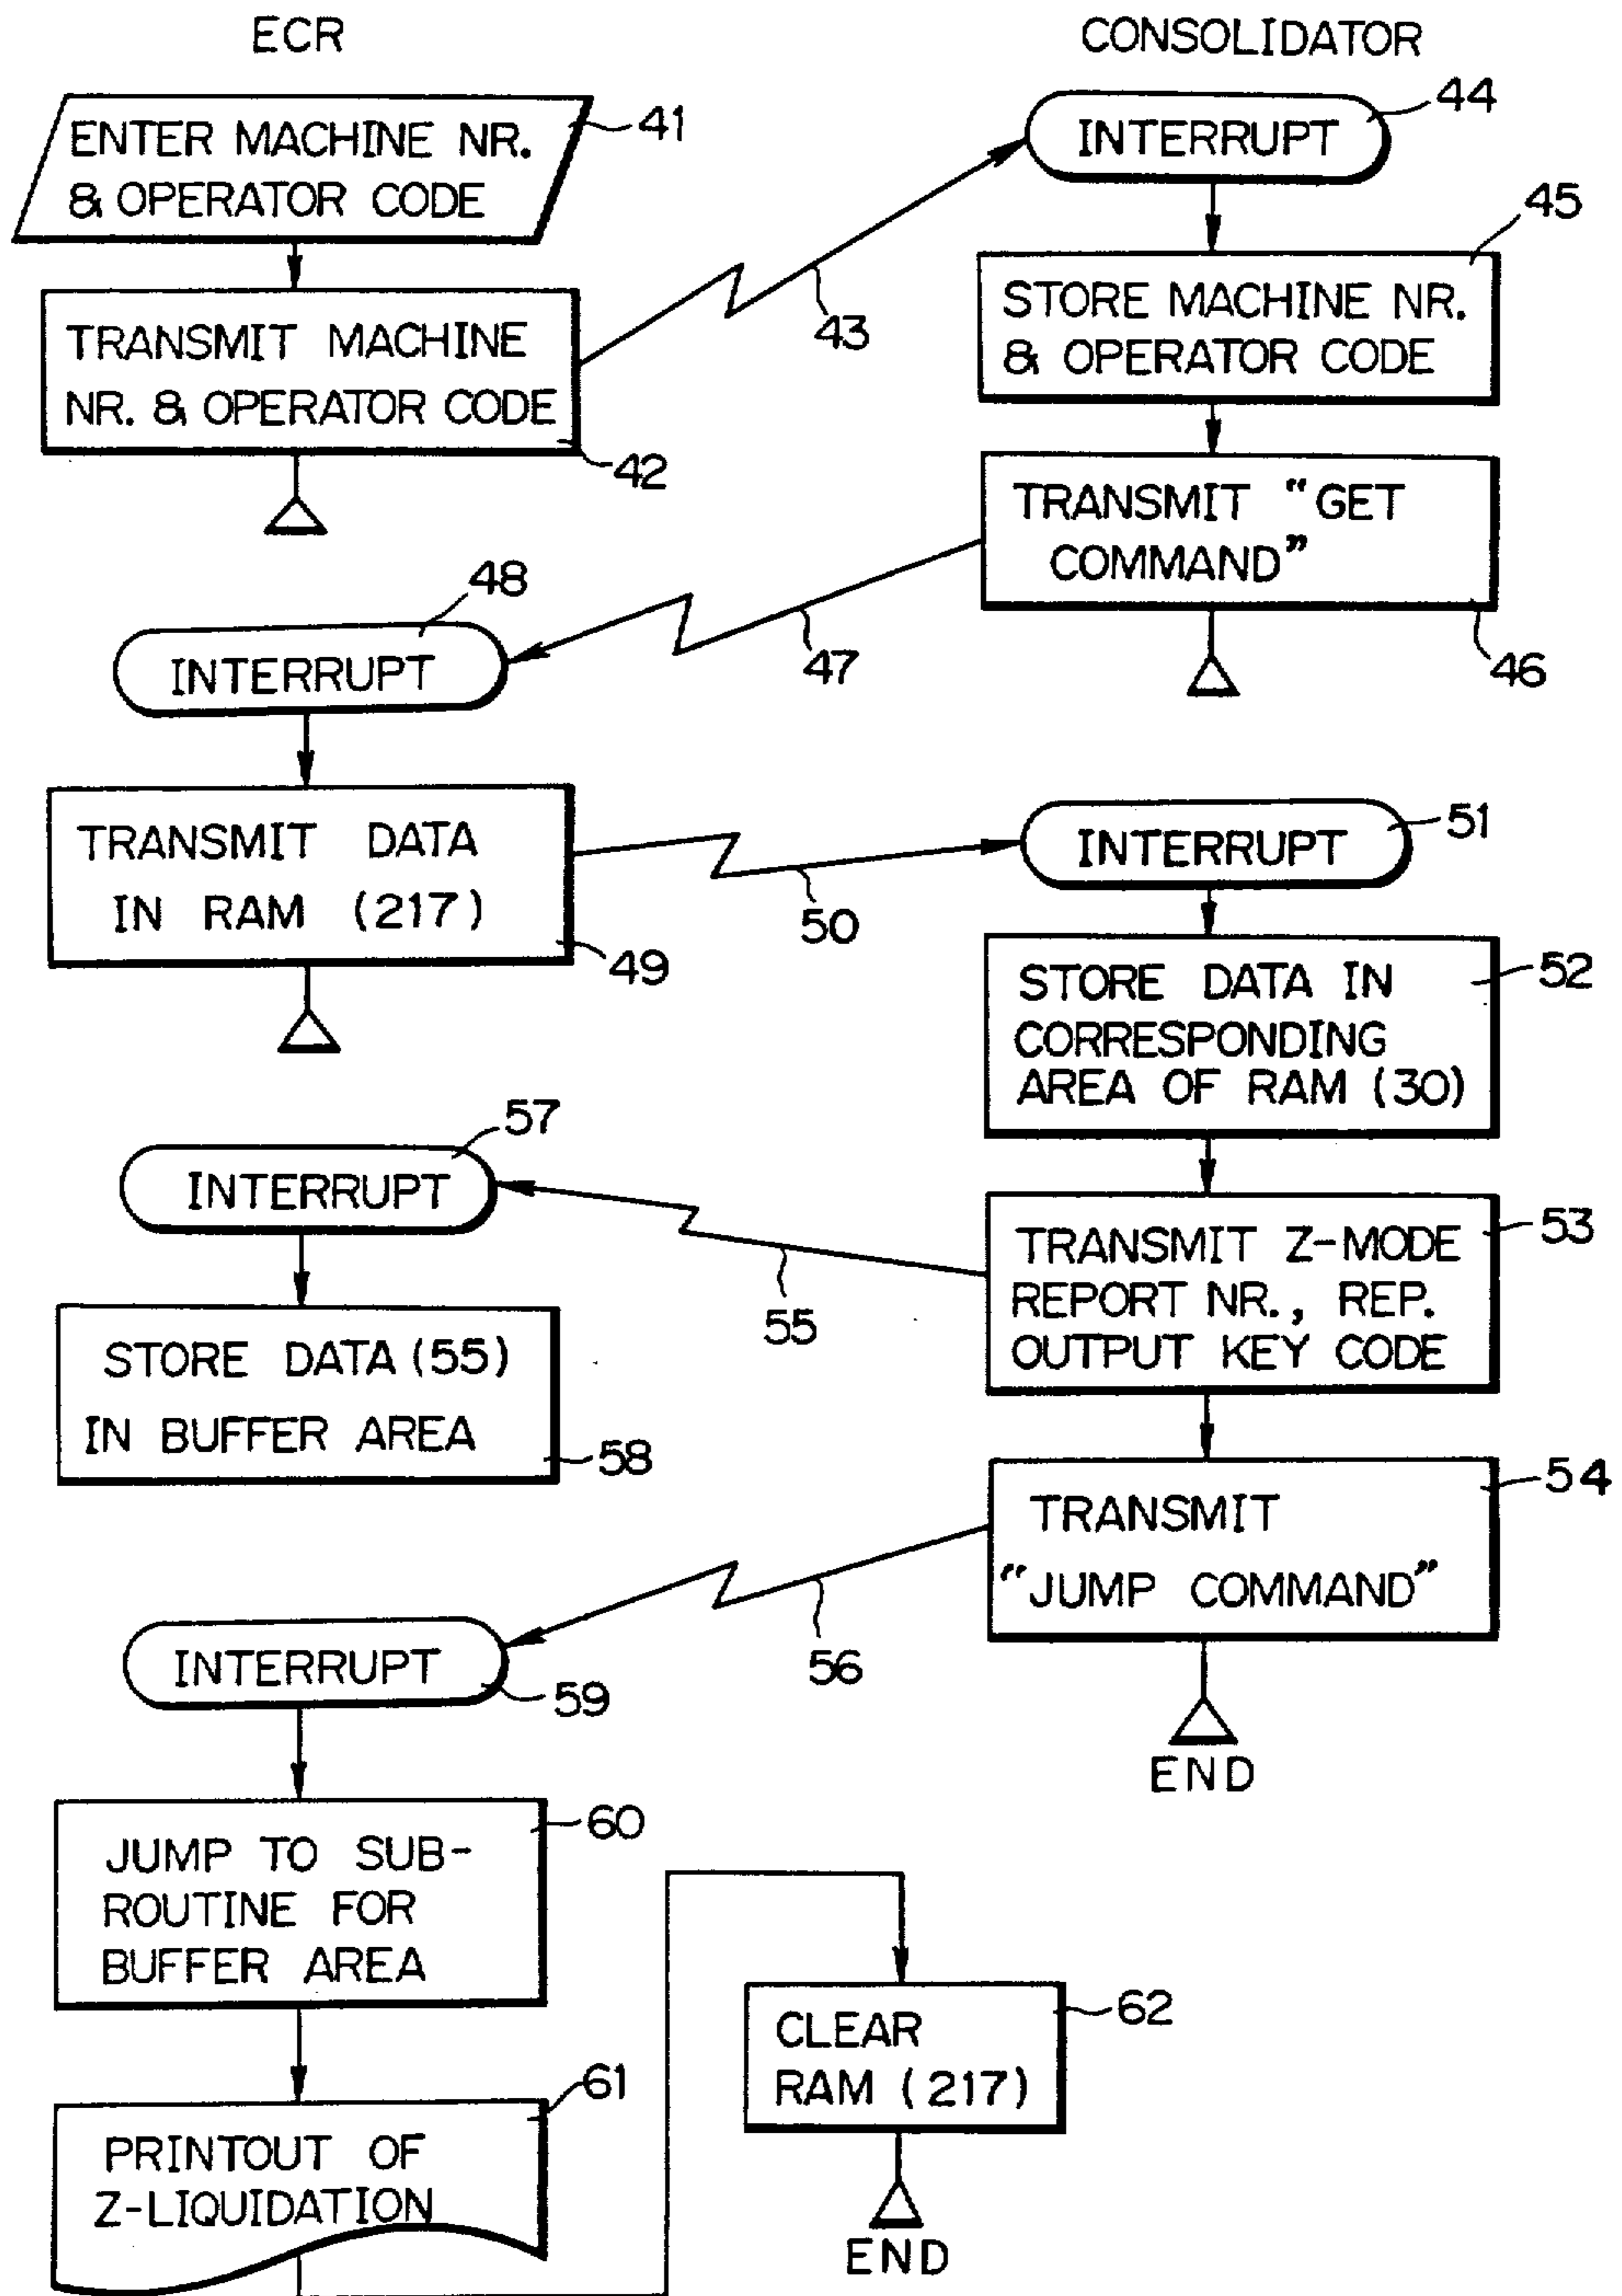 ECR
CONSOLIDATOR
ENTER MACHINE NR.
& OPERATOR CODE
41
TRANSMIT MACHINE
NR. & OPERATOR CODE
42
43
INTERRUPT
44
STORE MACHINE NR.
& OPERATOR CODE
45
TRANSMIT "GET
COMMAND"
46
47
INTERRUPT
48
TRANSMIT DATA
IN RAM (217)
49
50
INTERRUPT
51
STORE DATA IN
CORRESPONDING
AREA OF RAM (30)
52
TRANSMIT Z-MODE
REPORT NR., REP.
OUTPUT KEY CODE
53
55
INTERRUPT
57
STORE DATA (55)
IN BUFFER AREA
58
TRANSMIT
"JUMP COMMAND"
54
END
56
INTERRUPT
59
JUMP TO SUB-
ROUTINE FOR
BUFFER AREA
60
PRINTOUT OF
Z-LIQUIDATION
61
CLEAR
RAM (217)
62
END